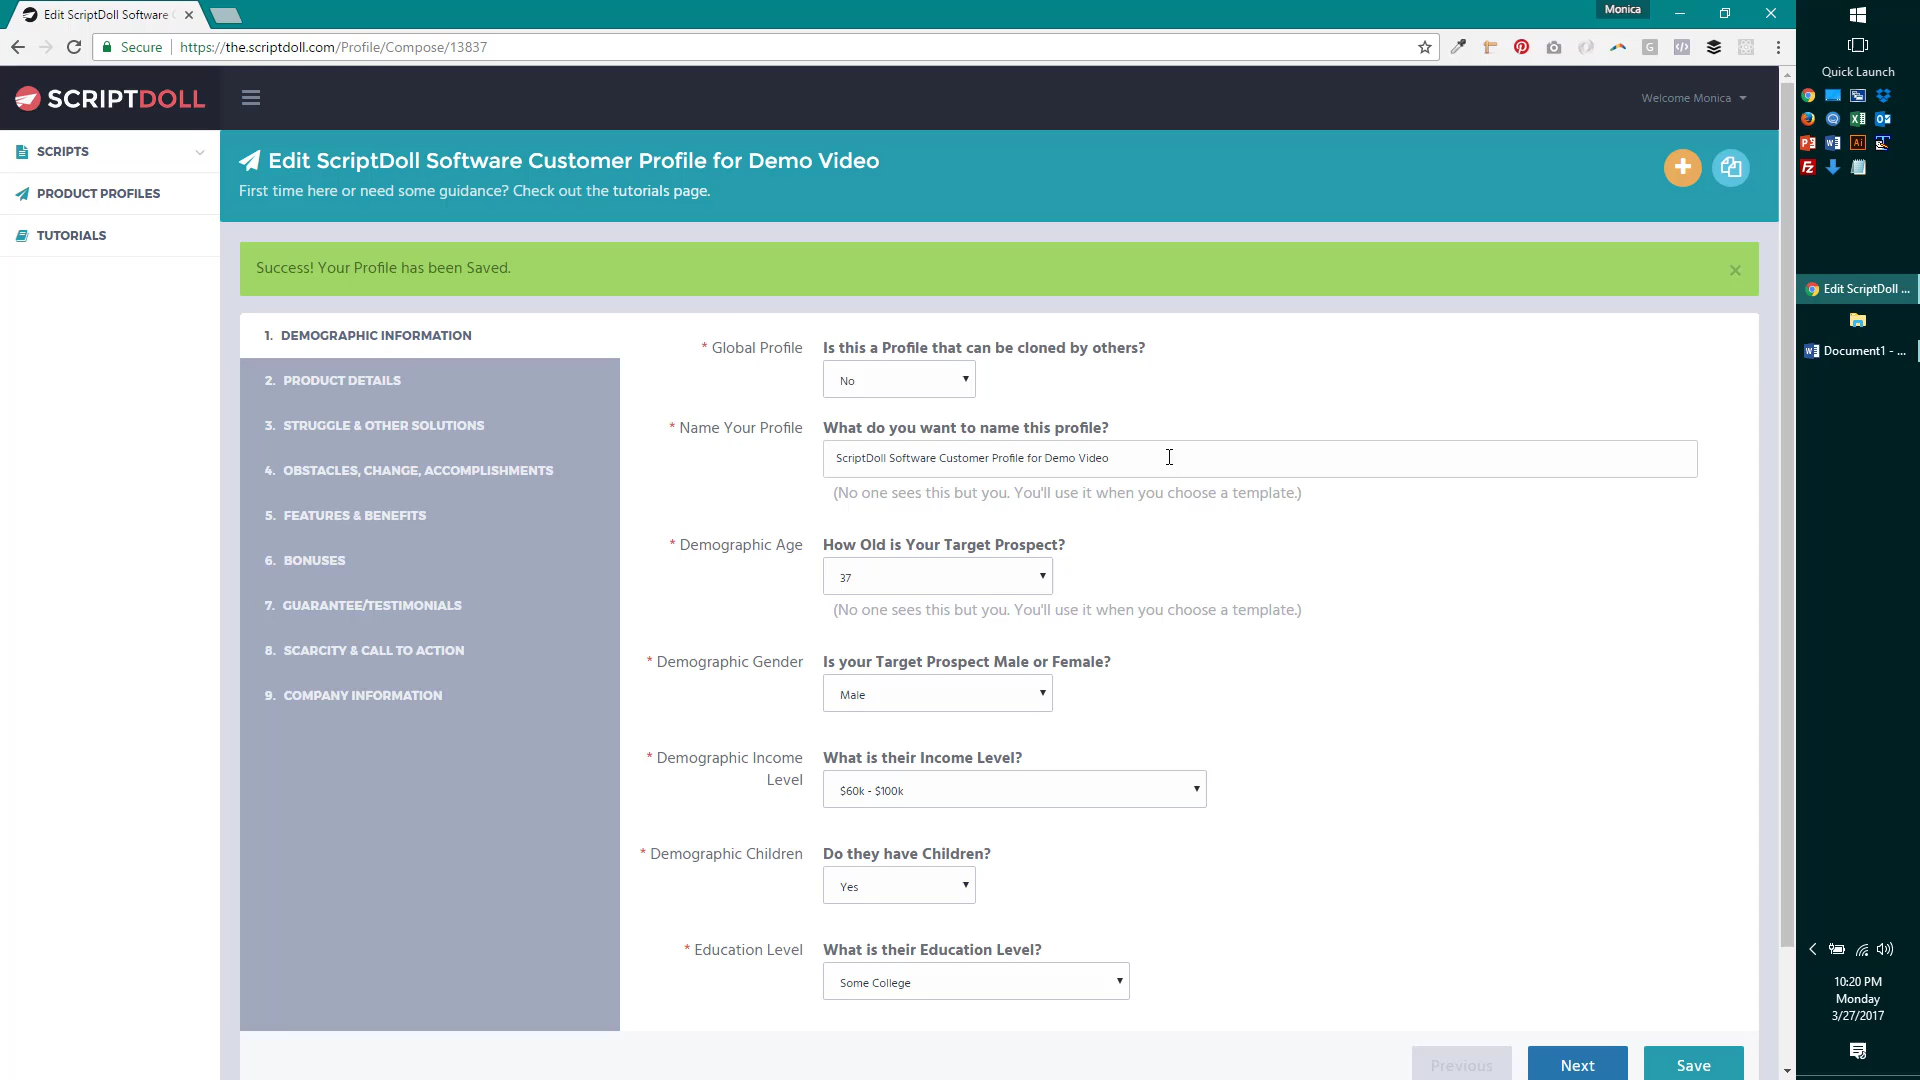 Edit ScriptDoll Software C
Monica
Secure
https://the.scriptdoll.com/Profile/Compose/13837
Quick Launch
SCRIPTDOLL
Welcome Monica
SCRIPTS
PRODUCT PROFILES
TUTORIALS
Edit ScriptDoll Software Customer Profile for Demo Video
First time here or need some guidance? Check out the tutorials page.
Success! Your Profile has been Saved.
1. DEMOGRAPHIC INFORMATION
2. PRODUCT DETAILS
3. STRUGGLE & OTHER SOLUTIONS
4. OBSTACLES, CHANGE, ACCOMPLISHMENTS
5. FEATURES & BENEFITS
6. BONUSES
7. GUARANTEE/TESTIMONIALS
8. SCARCITY & CALL TO ACTION
9. COMPANY INFORMATION
* Global Profile
Is this a Profile that can be cloned by others?
No
* Name Your Profile
What do you want to name this profile?
ScriptDoll Software Customer Profile for Demo Video
(No one sees this but you. You'll use it when you choose a template.)
* Demographic Age
How Old is Your Target Prospect?
37
(No one sees this but you. You'll use it when you choose a template.)
* Demographic Gender
Is your Target Prospect Male or Female?
Male
* Demographic Income
Level
What is their Income Level?
$60k - $100k
* Demographic Children
Do they have Children?
Yes
* Education Level
What is their Education Level?
Some College
Previous
Next
Save
Edit ScriptDoll ...
Document1 - ...
10:20 PM
Monday
3/27/2017